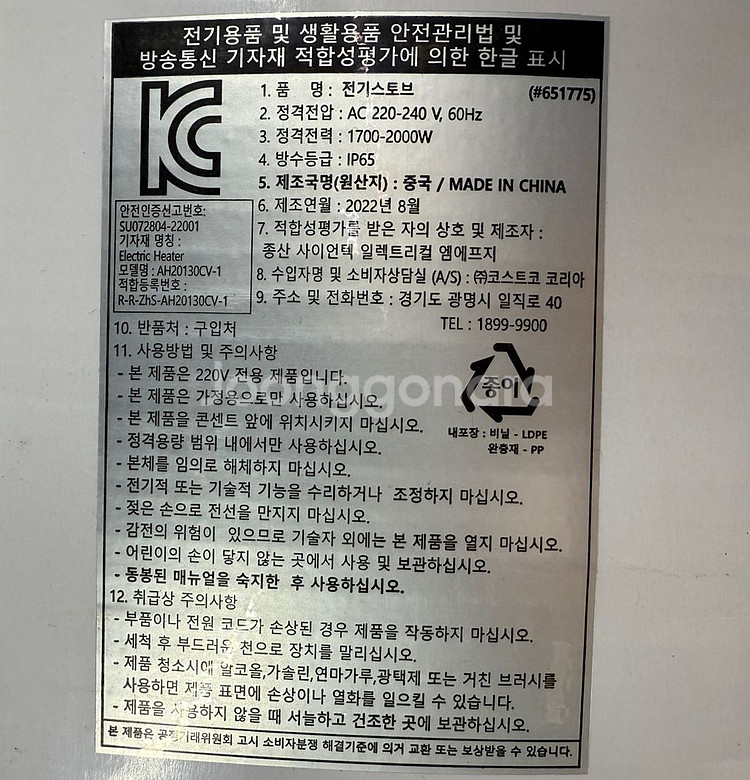 전기용품 및 생활용품 안전관리법 및
방송통신 기자재 적합성평가에 의한 한글 표시
KC
1. 품 명 : 전기스토브 (#651775)
2. 정격전압 : AC 220-240 V, 60Hz
3. 정격전력 : 1700-2000W
4. 방수등급 : IP65
5. 제조국명(원산지) : 중국 / MADE IN CHINA
6. 제조연월 : 2022년 8월
7. 적합성평가를 받은 자의 상호 및 제조자 :
종산 사이언텍 일렉트리컬 엠에프지
8. 수입자명 및 소비자상담실 (A/S) : ㈜코스트코 코리아
9. 주소 및 전화번호 : 경기도 광명시 일직로 40
TEL : 1899-9900
안전인증신고번호:
SU072804-22001
기자재 명칭 :
Electric Heater
모델명 : AH20130CV-1
적합등록번호 :
R-R-ZhS-AH20130CV-1
10. 반품처 : 구입처
11. 사용방법 및 주의사항
- 본 제품은 220V 전용 제품입니다.
- 본 제품은 가정용으로만 사용하십시오.
- 본 제품을 콘센트 앞에 위치시키지 마십시오.
- 정격용량 범위 내에서만 사용하십시오.
- 본체를 임의로 해체하지 마십시오.
- 전기적 또는 기술적 기능을 수리하거나 조정하지 마십시오.
- 젖은 손으로 전선을 만지지 마십시오.
- 감전의 위험이 있으므로 기술자 외에는 본 제품을 열지 마십시오.
- 어린이의 손이 닿지 않는 곳에서 사용 및 보관하십시오.
- 동봉된 매뉴얼을 숙지한 후 사용하십시오.
종이
내포장 : 비닐 - LDPE
완충재 - PP
12. 취급상 주의사항
- 부품이나 전원 코드가 손상된 경우 제품을 작동하지 마십시오.
- 세척 후 부드러운 천으로 장치를 말리십시오.
- 제품 청소시에 알코올,가솔린,연마가루,광택제 또는 거친 브러시를
사용하면 제품 표면에 손상이나 열화를 일으킬 수 있습니다.
- 제품을 사용하지 않을 때 서늘하고 건조한 곳에 보관하십시오.
본 제품은 공정거래위원회 고시 소비자분쟁 해결기준에 의거 교환 또는 보상받을 수 있습니다.
joonggonara